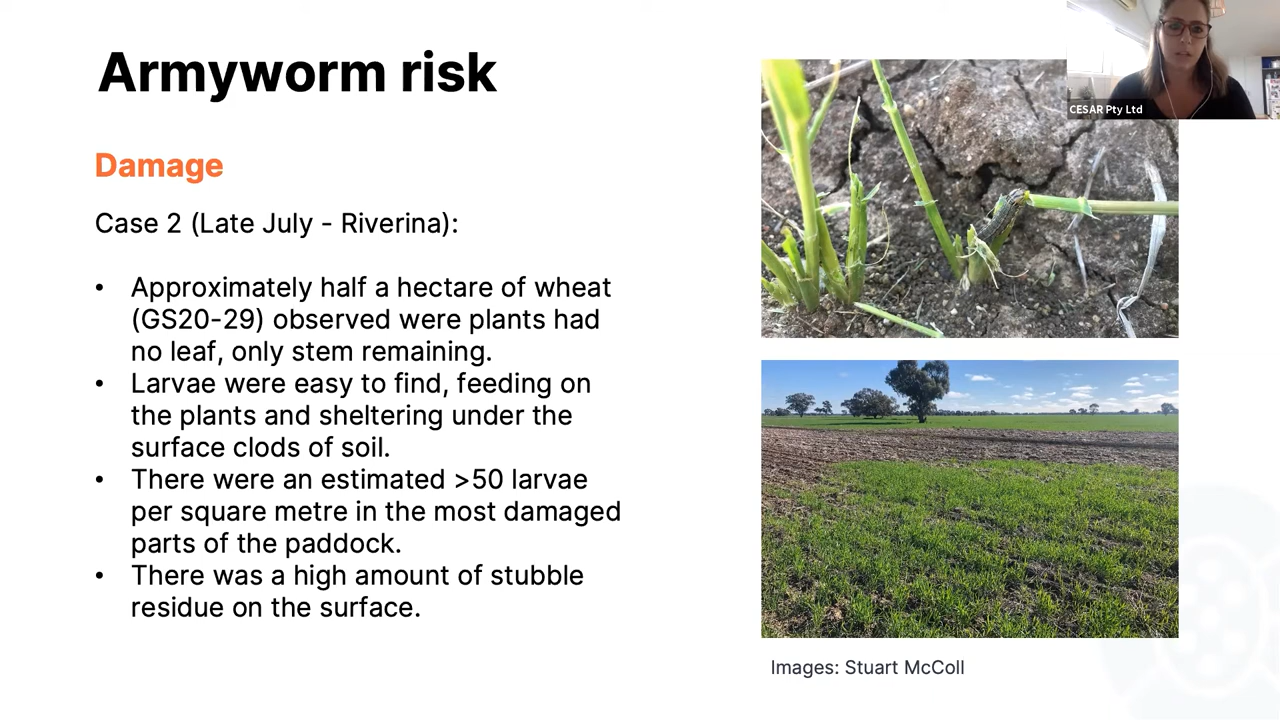 Armyworm risk
CESAR Pty Ltd
Damage
Case 2 (Late July - Riverina):
• Approximately half a hectare of wheat
(GS20-29) observed were plants had
no leaf, only stem remaining.
• Larvae were easy to find, feeding on
the plants and sheltering under the
surface clods of soil.
• There were an estimated >50 larvae
per square metre in the most damaged
parts of the paddock.
• There was a high amount of stubble
residue on the surface.
Images: Stuart McColl